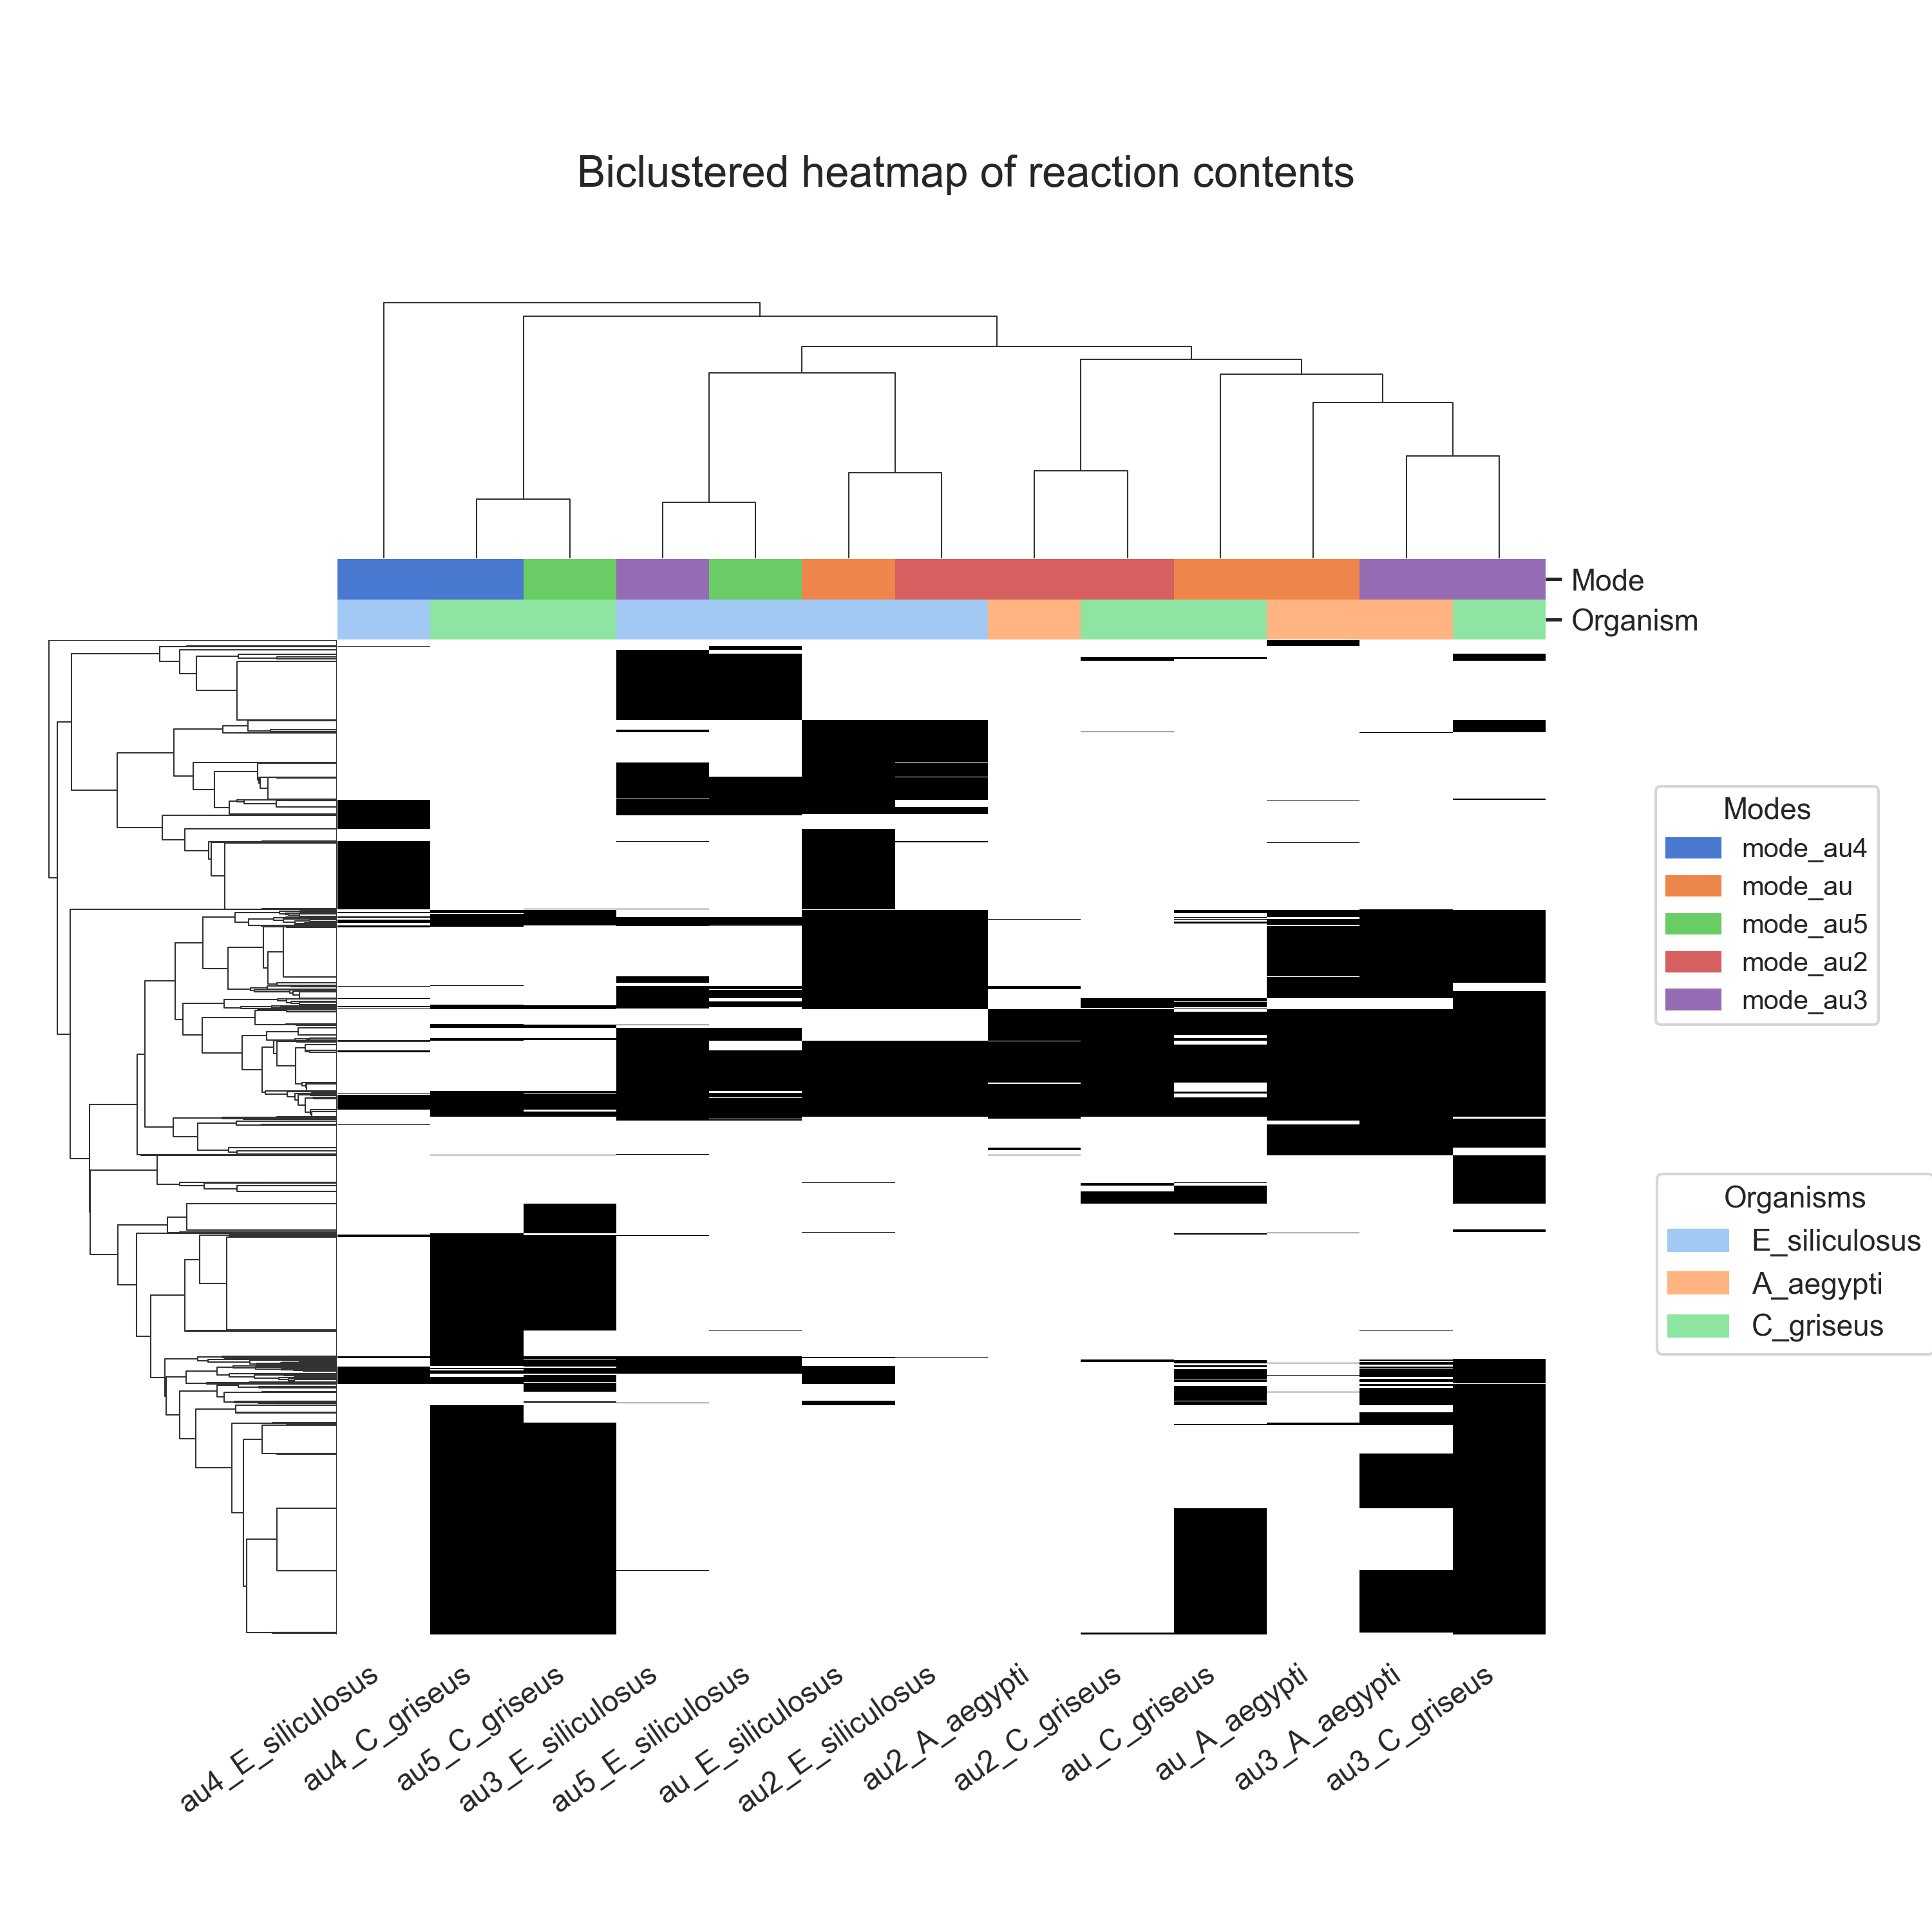 Biclustered heatmap of reaction contents
Mode
Organism
Modes
mode_au4
mode_au
mode_au5
mode_au2
mode_au3
Organisms
E_siliculosus
A_aegypti
C_griseus
au4_E_siliculosus
au4_C_griseus
au5_C_griseus
au3_E_siliculosus
au5_E_siliculosus
au_E_siliculosus
au2_E_siliculosus
au2_A_aegypti
au2_C_griseus
au_C_griseus
au_A_aegypti
au3_A_aegypti
au3_C_griseus